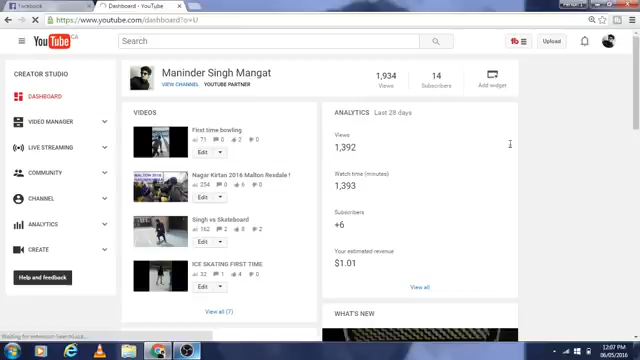 Facebook
Dashboard - YouTube
Person 1
https://www.youtube.com/dashboard?o=U
YouTube CA
Search
Upload
CREATOR STUDIO
DASHBOARD
VIDEO MANAGER
LIVE STREAMING
COMMUNITY
CHANNEL
ANALYTICS
CREATE
Help and feedback
Maninder Singh Mangat
VIEW CHANNEL YOUTUBE PARTNER
1,934
Views
14
Subscribers
Add widget
VIDEOS
First time bowling
71 0 2 0
Edit
Nagar Kirtan 2016 Malton Rexdale !
254 0 6 0
Edit
Singh vs Skateboard
162 2 8 2
Edit
ICE SKATING FIRST TIME
32 1 4 0
Edit
View all (7)
ANALYTICS Last 28 days
Views
1,392
Watch time (minutes)
1,393
Subscribers
+6
Your estimated revenue
$1.01
View all
WHAT'S NEW
12:07 PM
06/05/2016